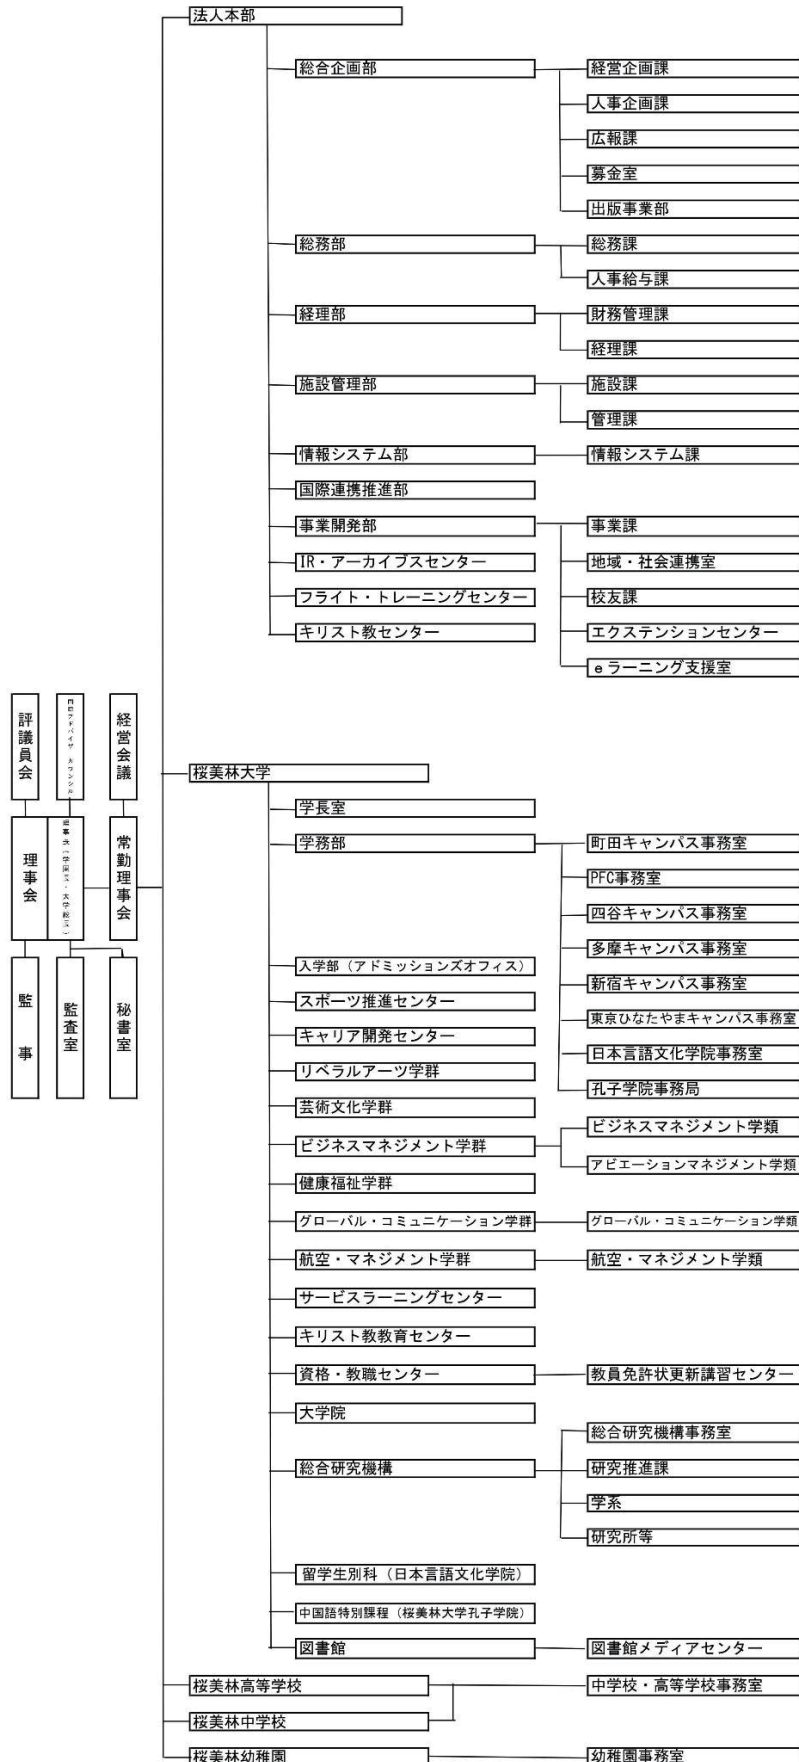 法人本部
総合企画部
経営企画課
人事企画課
広報課
募金室
出版事業部
総務部
総務課
人事給与課
経理部
財務管理課
経理課
施設管理部
施設課
管理課
情報システム部
情報システム課
国際連携推進部
事業開発部
事業課
IR・アーカイブスセンター
地域・社会連携室
フライト・トレーニングセンター
校友課
キリスト教センター
エクステンションセンター
eラーニング支援室
評議員会
経営会議
理事会
常勤理事会
監事
監査室
秘書室
桜美林大学
学長室
学務部
町田キャンパス事務室
PFC事務室
四谷キャンパス事務室
多摩キャンパス事務室
新宿キャンパス事務室
東京ひなたやまキャンパス事務室
日本言語文化学院事務室
孔子学院事務局
入学部（アドミッションズオフィス）
スポーツ推進センター
キャリア開発センター
リベラルアーツ学群
芸術文化学群
ビジネスマネジメント学群
ビジネスマネジメント学類
アビエーションマネジメント学類
健康福祉学群
グローバル・コミュニケーション学群
グローバル・コミュニケーション学類
航空・マネジメント学群
航空・マネジメント学類
サービスラーニングセンター
キリスト教教育センター
資格・教職センター
教員免許状更新講習センター
大学院
総合研究機構
総合研究機構事務室
研究推進課
学系
研究所等
留学生別科（日本言語文化学院）
中国語特別課程（桜美林大学孔子学院）
図書館
図書館メディアセンター
桜美林高等学校
中学校・高等学校事務室
桜美林中学校
桜美林幼稚園
幼稚園事務室